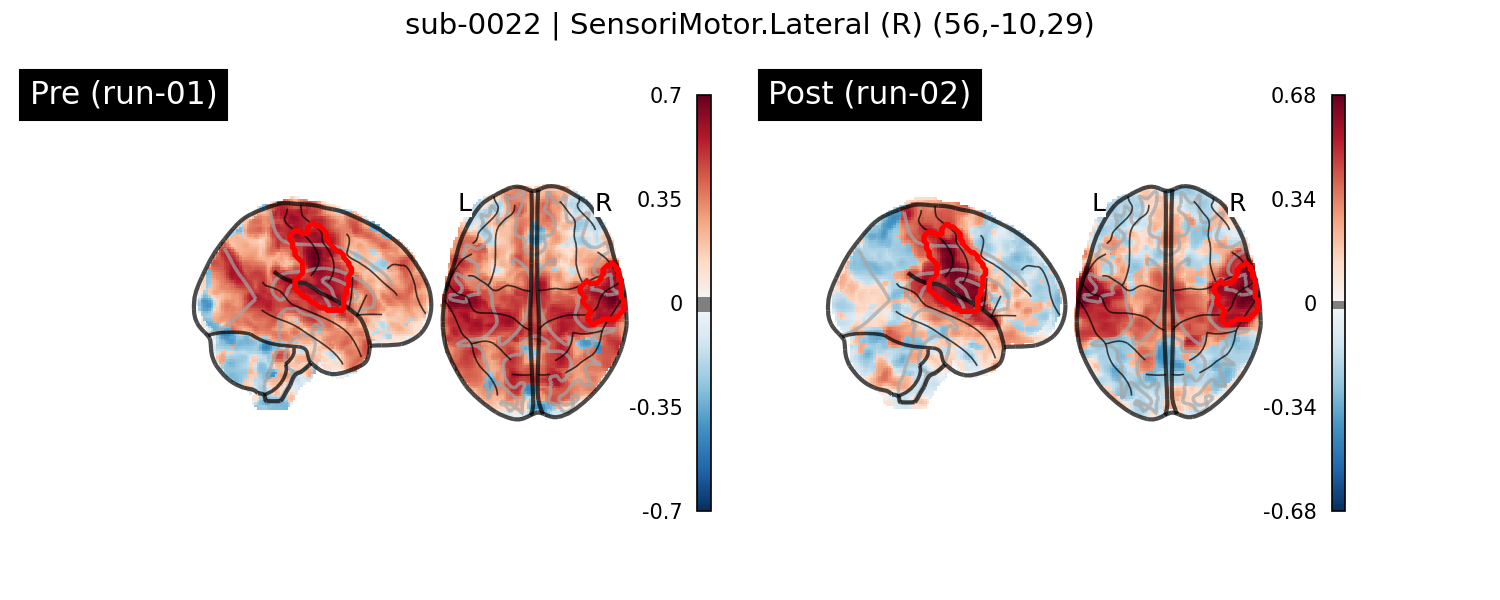 sub-0022 | SensoriMotor.Lateral (R) (56,-10,29)
Pre (run-01)
L
R
0.7
0.35
0
-0.35
-0.7
Post (run-02)
L
R
0.68
0.34
0
-0.34
-0.68